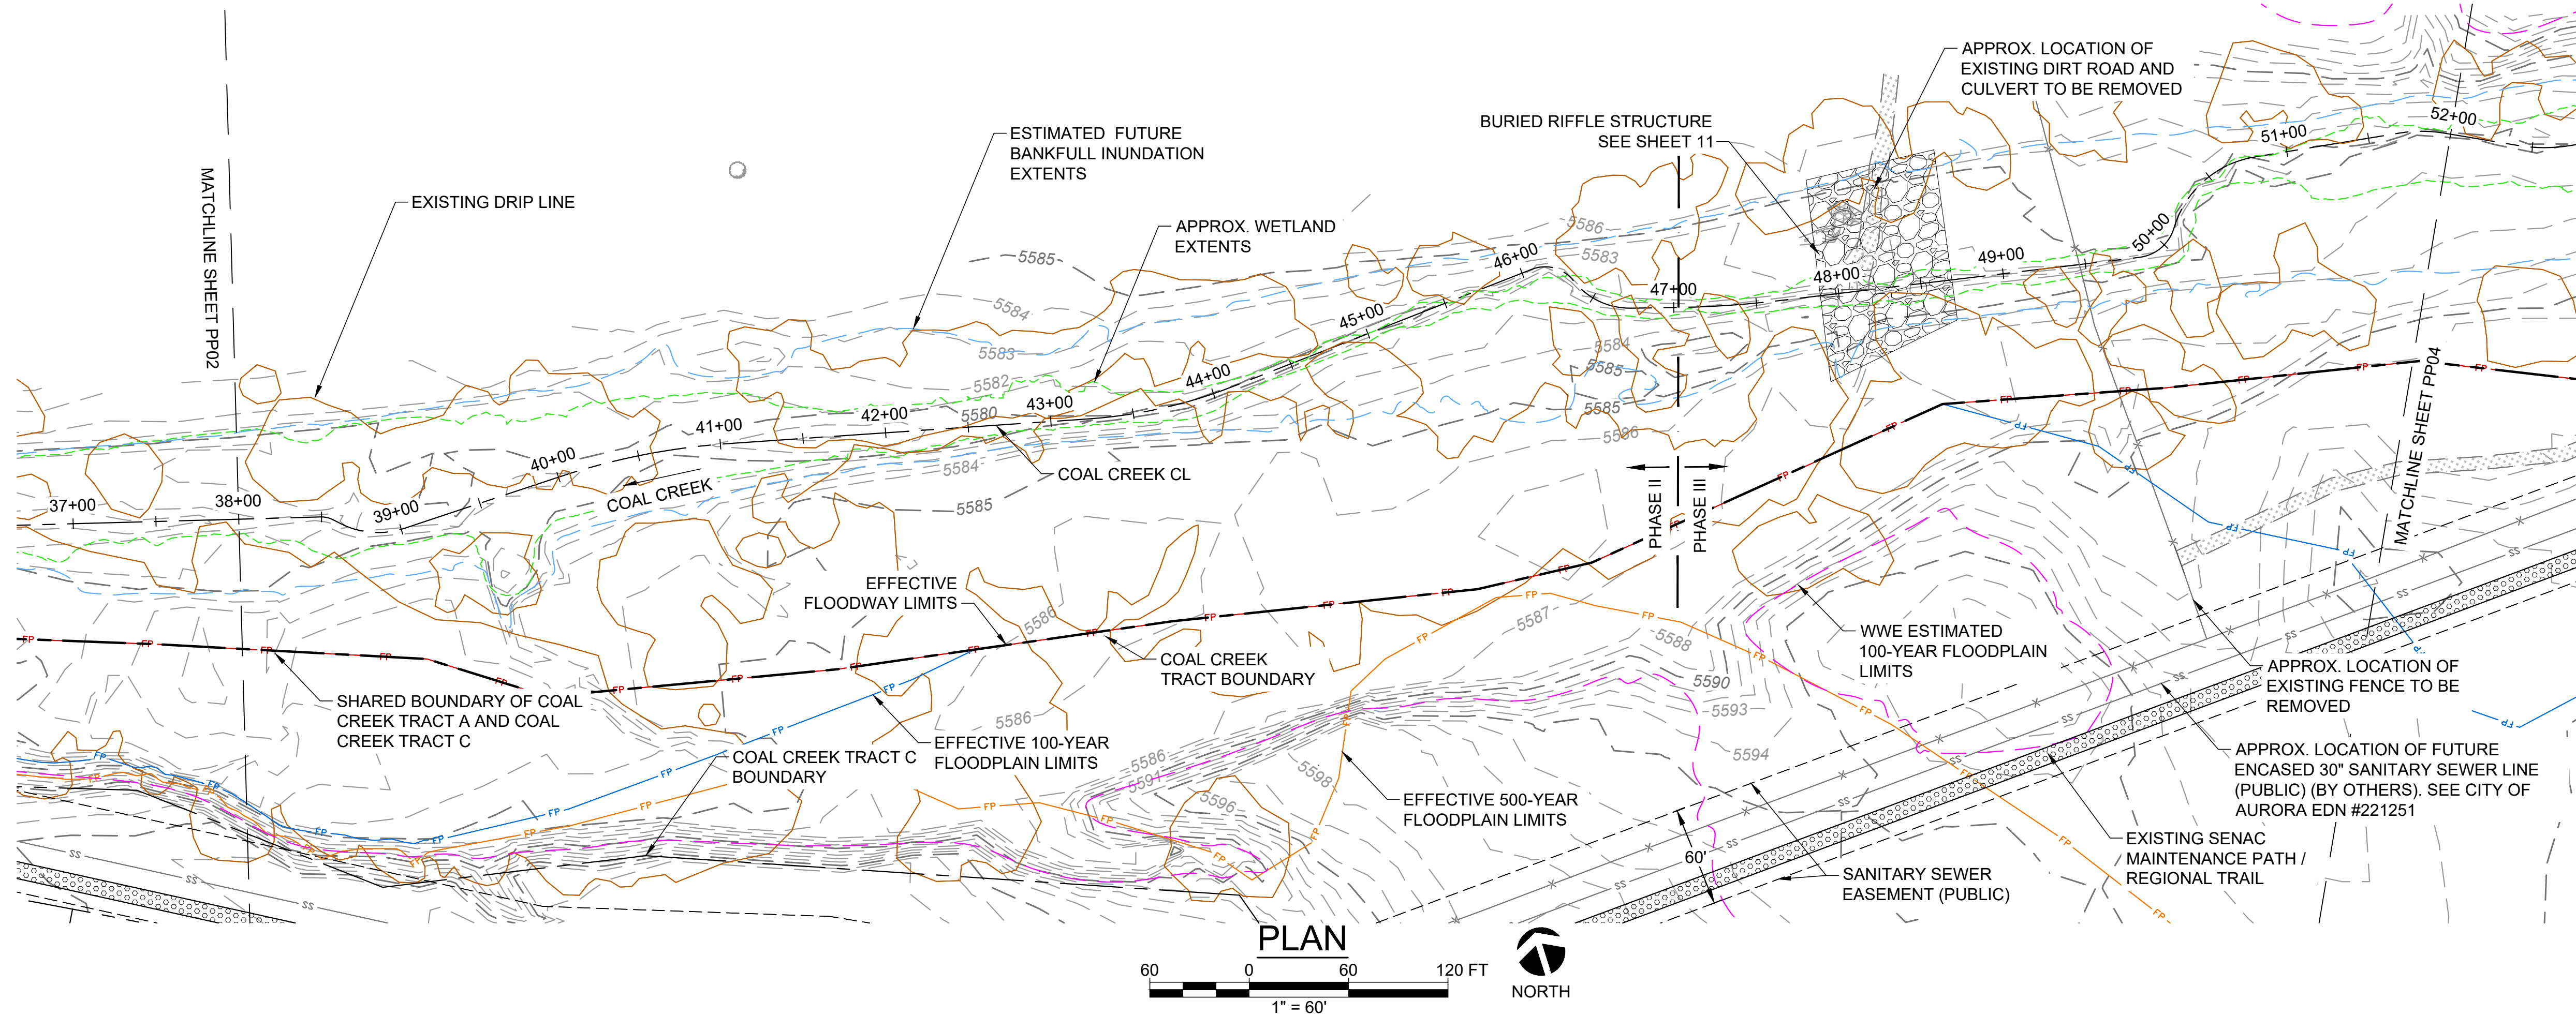 APPROX. LOCATION OF
EXISTING DIRT ROAD AND
CULVERT TO BE REMOVED
52+00
BURIED RIFFLE STRUCTURE
SEE SHEET 11
51+00
ESTIMATED FUTURE
BANKFULL INUNDATION
EXTENTS
MATCHLINE SHEET PP02
EXISTING DRIP LINE
APPROX. WETLAND
EXTENTS
5586
5583
5585
46+00
50+00
49+00
48+00
47+00
5584
45+00
5583
5584
5585
5582
44+00
5580
43+00
42+00
41+00
5585
5586
MATCHLINE SHEET PP04
40+00
5584
COAL CREEK CL
COAL CREEK
5585
39+00
38+00
37+00
PHASE II
PHASE III
EFFECTIVE
FLOODWAY LIMITS
5586
5587
5588
WWE ESTIMATED
100-YEAR FLOODPLAIN
LIMITS
COAL CREEK
TRACT BOUNDARY
5590
5593
5594
APPROX. LOCATION OF
EXISTING FENCE TO BE
REMOVED
SHARED BOUNDARY OF COAL
CREEK TRACT A AND COAL
CREEK TRACT C
5586
EFFECTIVE 100-YEAR
FLOODPLAIN LIMITS
COAL CREEK TRACT C
BOUNDARY
5586
5591
5598
5596
EFFECTIVE 500-YEAR
FLOODPLAIN LIMITS
APPROX. LOCATION OF FUTURE
ENCASED 30" SANITARY SEWER LINE
(PUBLIC) (BY OTHERS). SEE CITY OF
AURORA EDN #221251
EXISTING SENAC
MAINTENANCE PATH /
REGIONAL TRAIL
60'
SANITARY SEWER
EASEMENT (PUBLIC)
FP
SS
PLAN
60 0 60 120 FT
1" = 60'
NORTH